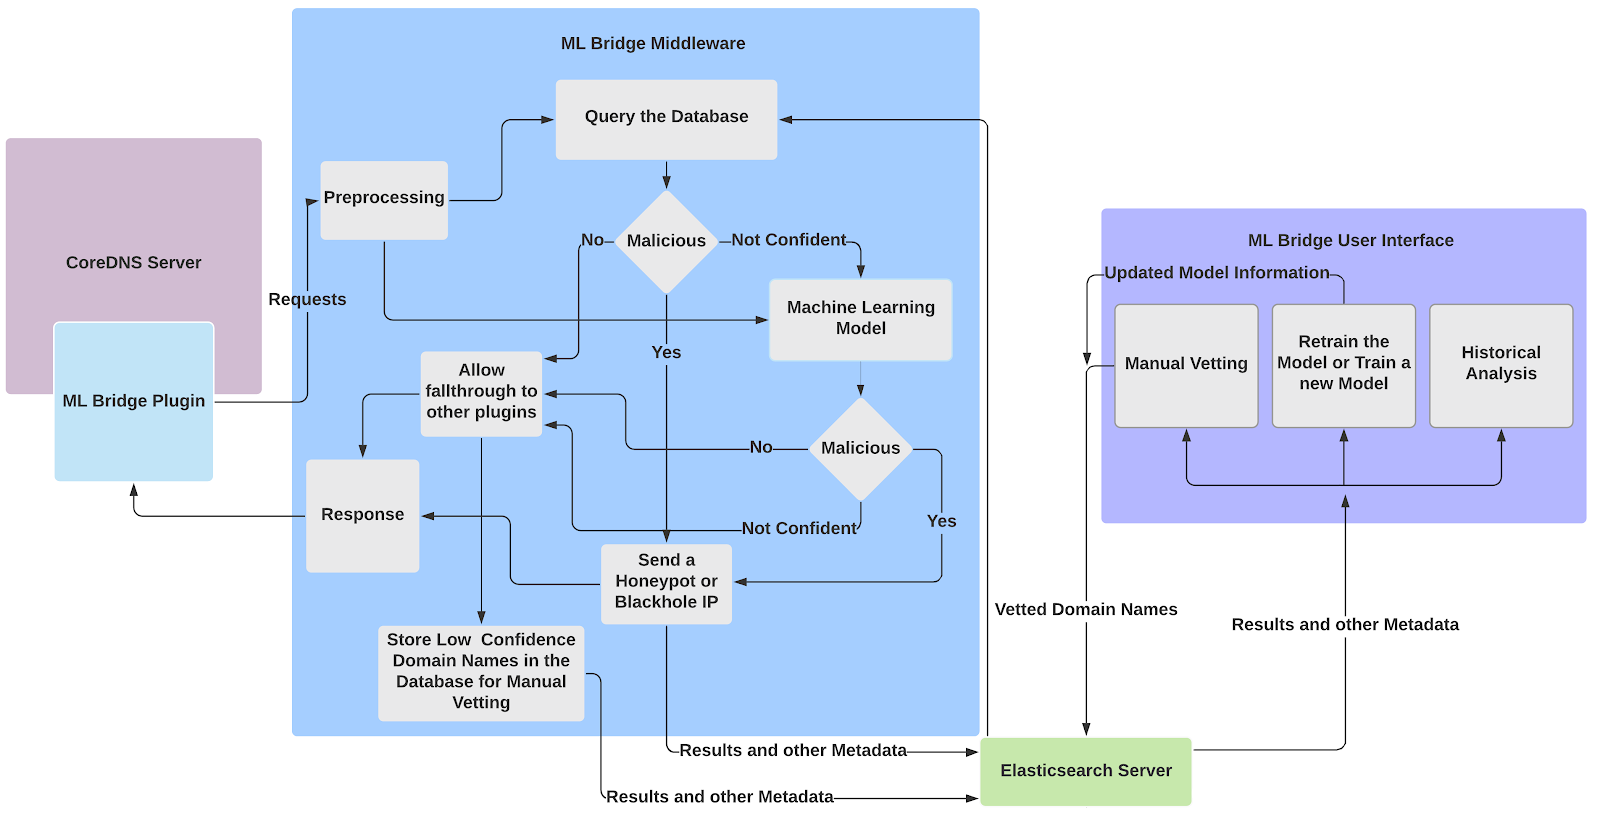 ML Bridge Middleware
Query the Database
Preprocessing
CoreDNS Server
Requests
ML Bridge Plugin
No
Malicious
Not Confident
Machine Learning
Model
Yes
Allow
fallthrough to
other plugins
No
Malicious
Response
Not Confident
Yes
Send a
Honeypot or
Blackhole IP
Store Low  Confidence
Domain Names in the
Database for Manual
Vetting
Results and other Metadata
Results and other Metadata
Elasticsearch Server
ML Bridge User Interface
Updated Model Information
Manual Vetting
Retrain the
Model or Train a
new Model
Historical
Analysis
Vetted Domain Names
Results and other Metadata